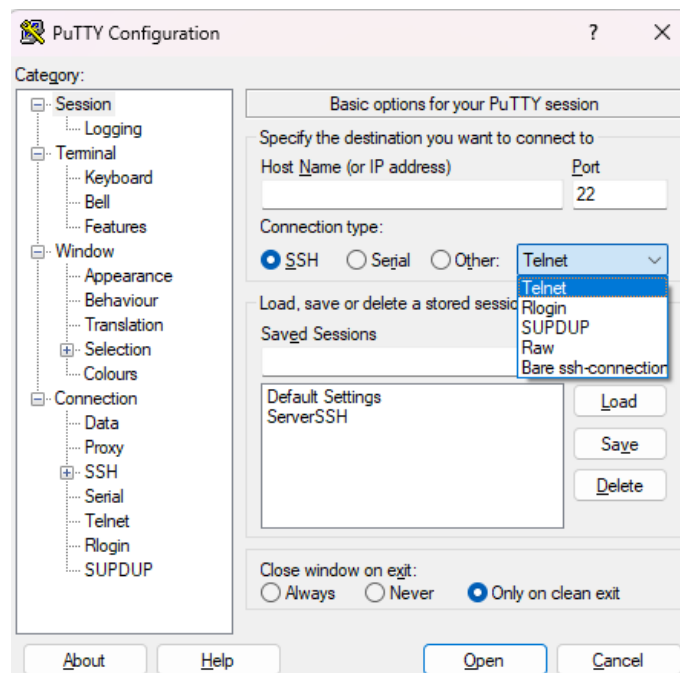 PuTTY Configuration ? ×
Category:
Session
Logging
Terminal
Keyboard
Bell
Features
Window
Appearance
Behaviour
Translation
Selection
Colours
Connection
Data
Proxy
SSH
Serial
Telnet
Rlogin
SUPDUP
Basic options for your PuTTY session
Specify the destination you want to connect to
Host Name (or IP address) Port
22
Connection type:
SSH Serial Other: Telnet
Telnet
Rlogin
SUPDUP
Raw
Bare ssh-connection
Load, save or delete a stored
Saved Sessions
Default Settings
ServerSSH
Load
Save
Delete
Close window on exit:
Always Never Only on clean exit
About Help Open Cancel